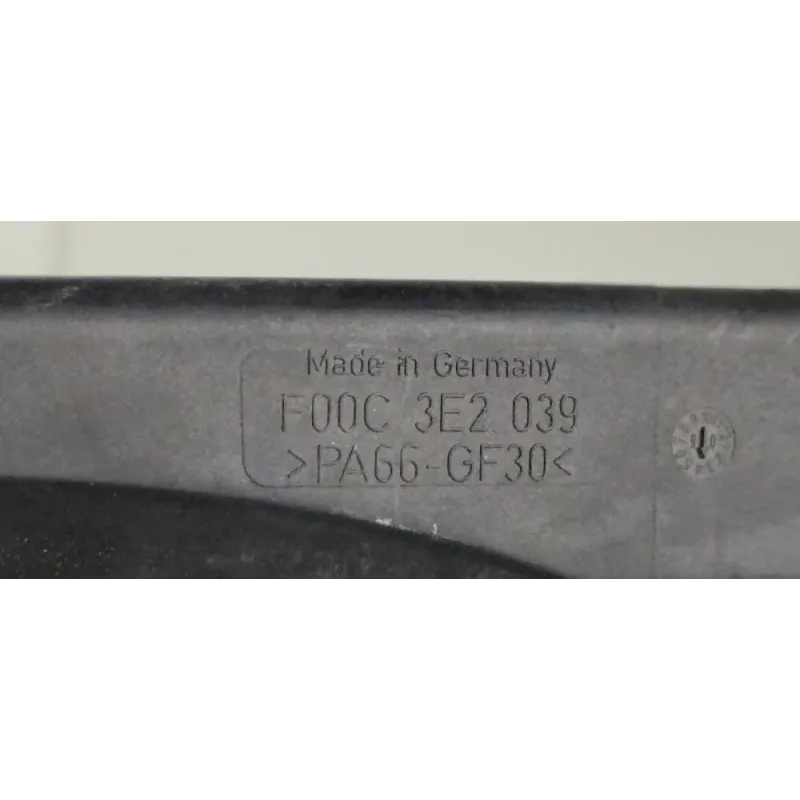 Made in Germany
F00C 3E2 039
>PA66-GF30<